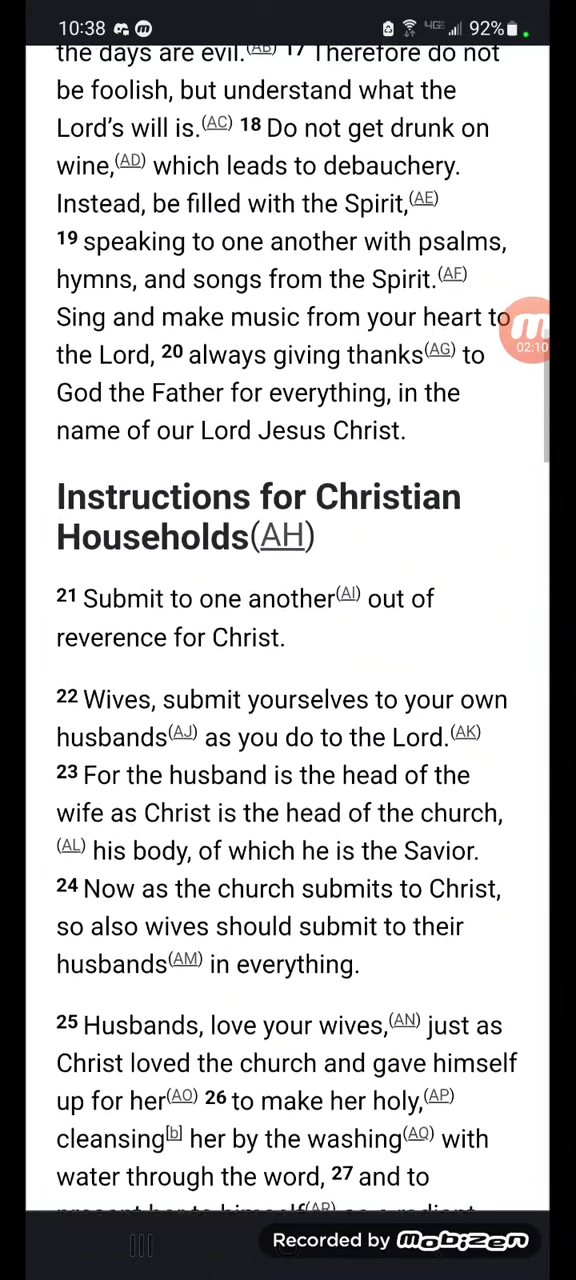 10:38 4GE 92%
the days are evil.(AB) 17 Therefore do not
be foolish, but understand what the
Lord's will is.(AC) 18 Do not get drunk on
wine,(AD) which leads to debauchery.
Instead, be filled with the Spirit,(AE)
19 speaking to one another with psalms,
hymns, and songs from the Spirit.(AF)
Sing and make music from your heart to
m 02:10
the Lord, 20 always giving thanks(AG) to
God the Father for everything, in the
name of our Lord Jesus Christ.
Instructions for Christian
Households(AH)
21 Submit to one another(AI) out of
reverence for Christ.
22 Wives, submit yourselves to your own
husbands(AJ) as you do to the Lord.(AK)
23 For the husband is the head of the
wife as Christ is the head of the church,
(AL) his body, of which he is the Savior.
24 Now as the church submits to Christ,
so also wives should submit to their
husbands(AM) in everything.
25 Husbands, love your wives,(AN) just as
Christ loved the church and gave himself
up for her(AO) 26 to make her holy,(AP)
cleansing[b] her by the washing(AQ) with
water through the word, 27 and to
present her to himself(AR) as a radiant
Recorded by mobizen